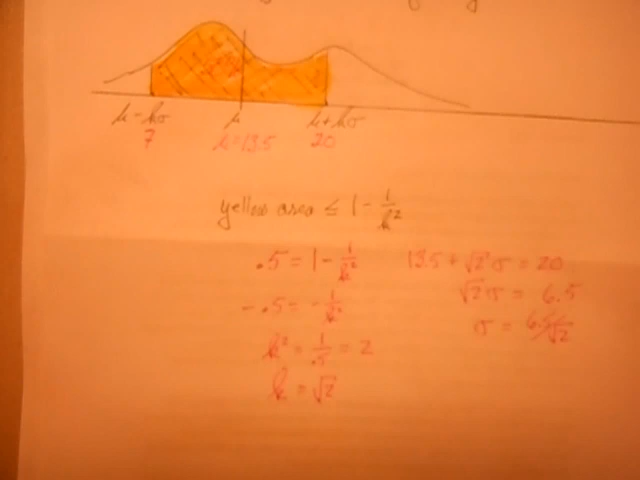 μ - kσ μ μ + kσ
7 μ = 13.5 20
yellow area ≤ 1 - 1/k²
.5 = 1 - 1/k²
- .5 = - 1/k²
k² = 1/.5 = 2
k = √2
13.5 + √2 σ = 20
√2 σ = 6.5
σ = 6.5/√2